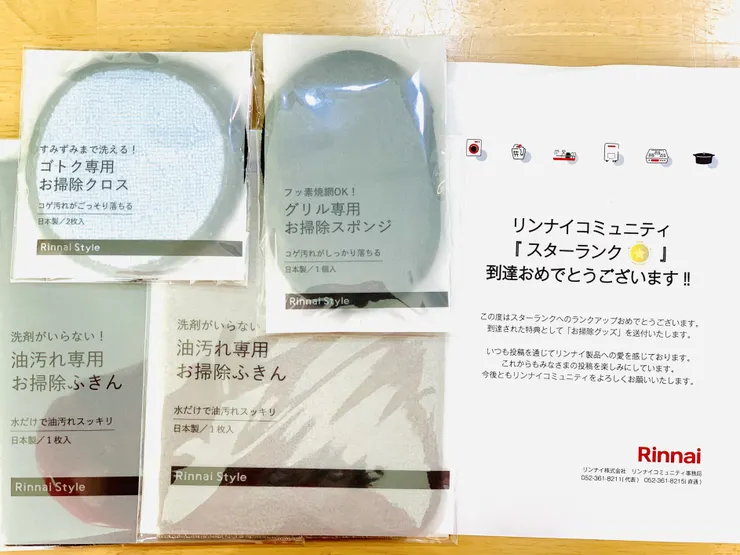 すみずみまで洗える！
ゴトク専用
お掃除クロス
コゲ汚れがごっそり落ちる
日本製／2枚入
Rinnai Style
フッ素焼網OK！
グリル専用
お掃除スポンジ
コゲ汚れがしっかり落ちる
日本製／1個入
Rinnai Style
洗剤がいらない！
油汚れ専用
お掃除ふきん
水だけで油汚れスッキリ
日本製／1枚入
Rinnai Style
洗剤がいらない！
油汚れ専用
お掃除ふきん
水だけで油汚れスッキリ
日本製／1枚入
Rinnai Style
リンナイコミュニティ
『 スターランク 』
到達おめでとうございます!!
この度はスターランクへのランクアップおめでとうございます。
到達された特典として「お掃除グッズ」を送付いたします。
いつも投稿を通じてリンナイ製品への愛を感じております。
これからもみなさまの投稿を楽しみにしています。
今後ともリンナイコミュニティをよろしくお願いいたします。
Rinnai
リンナイ株式会社 リンナイコミュニティ事務局
052-361-8211(代表) 052-361-8215(直通)